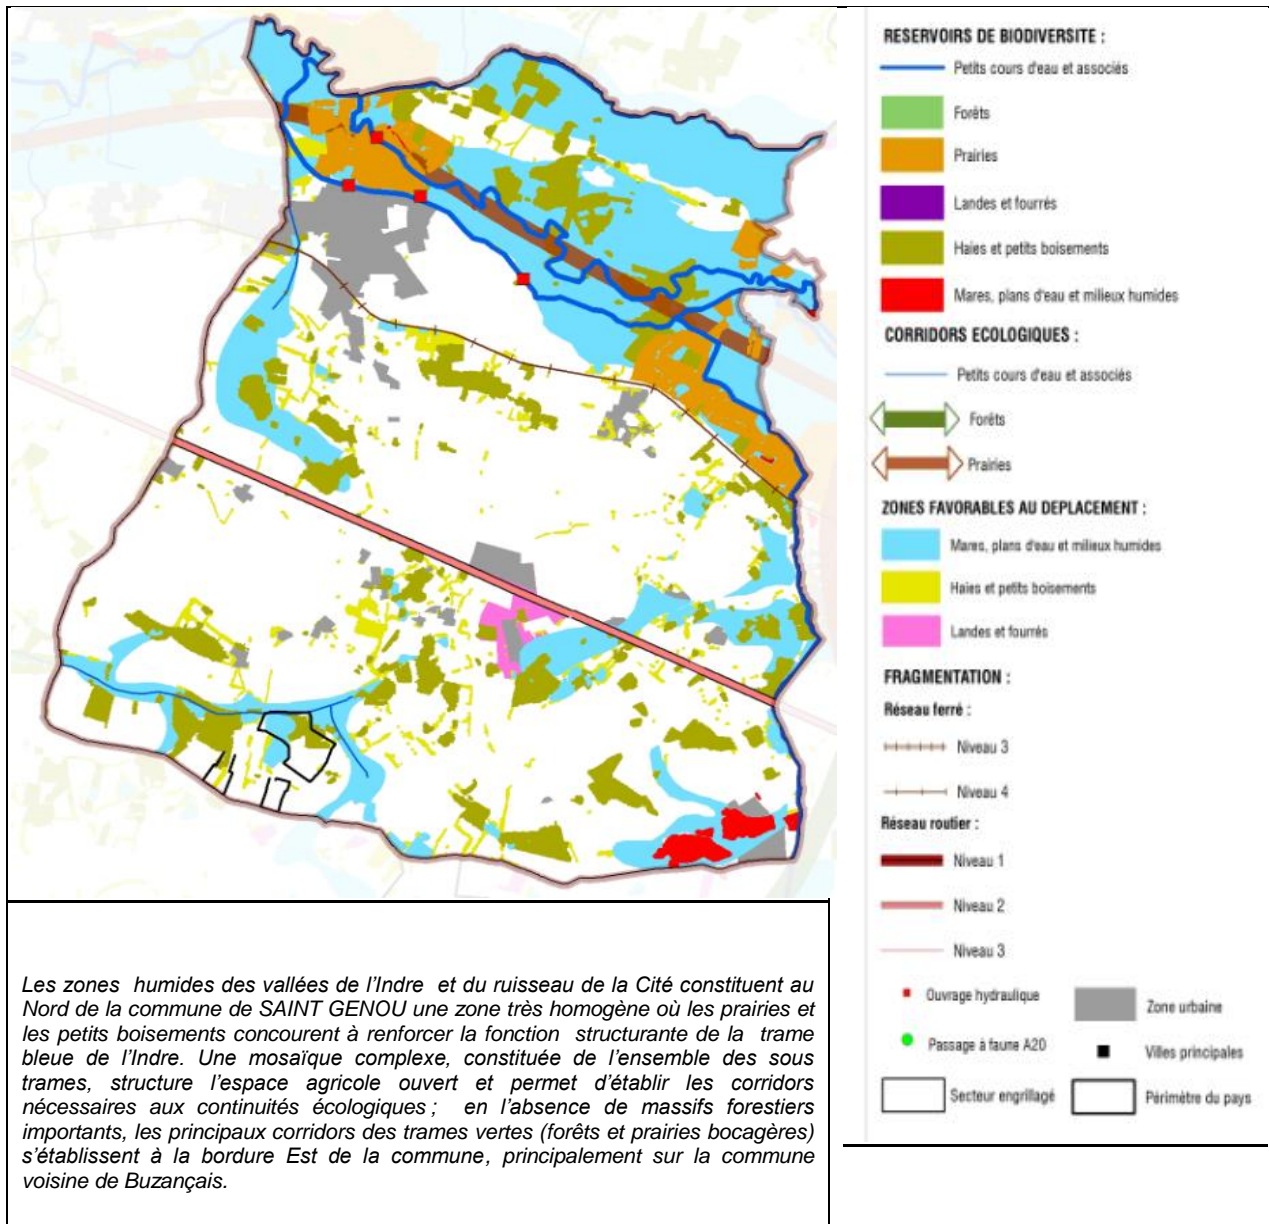 RESERVOIRS DE BIODIVERSITE :
Petits cours d'eau et associés
Forêts
Prairies
Landes et fourrés
Haies et petits boisements
Mares, plans d'eau et milieux humides
CORRIDORS ECOLOGIQUES :
Petits cours d'eau et associés
Forêts
Prairies
ZONES FAVORABLES AU DEPLACEMENT :
Mares, plans d'eau et milieux humides
Haies et petits boisements
Landes et fourrés
FRAGMENTATION :
Réseau ferré :
Niveau 3
Niveau 4
Réseau routier :
Niveau 1
Niveau 2
Niveau 3
Ouvrage hydraulique
Zone urbaine
Passage à faune A20
Villes principales
Secteur engrillagé
Périmètre du pays
Les zones humides des vallées de l'Indre et du ruisseau de la Cité constituent au
Nord de la commune de SAINT GENOU une zone très homogène où les prairies et
les petits boisements concourent à renforcer la fonction structurante de la trame
bleue de l'Indre. Une mosaïque complexe, constituée de l'ensemble des sous
trames, structure l'espace agricole ouvert et permet d'établir les corridors
nécessaires aux continuités écologiques ; en l'absence de massifs forestiers
importants, les principaux corridors des trames vertes (forêts et prairies bocagères)
s'établissent à la bordure Est de la commune, principalement sur la commune
voisine de Buzançais.